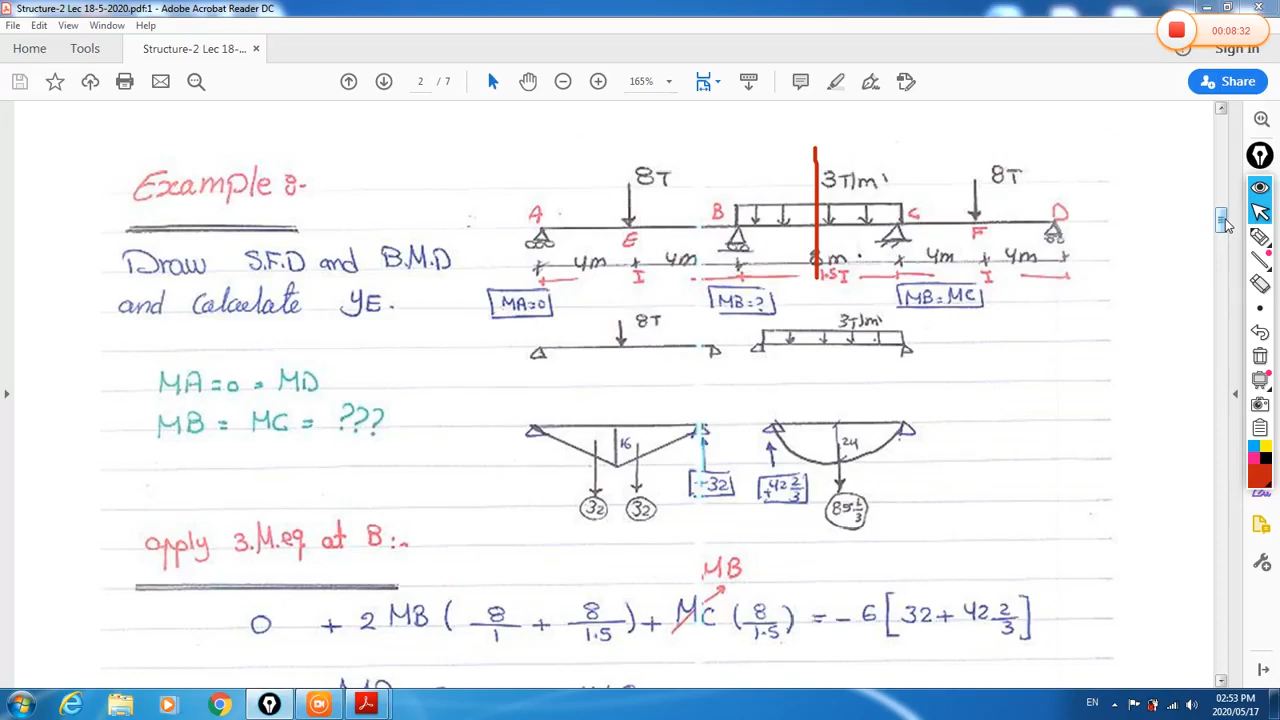 Structure-2 Lec 18-5-2020.pdf:1 - Adobe Acrobat Reader DC
00:08:32
File Edit View Window Help
Home Tools Structure-2 Lec 18-... × Sign In
2 / 7 165% Share
Example 8-
8T 3T/m' 8T
A E B C F D
Draw S.F.D and B.M.D
4m 4m 8m. 4m 4m
I 1.5I I
and Calculate YE.
MA=0 MB=? MB=MC
8T 3T/m'
MA=0 = MD
MB = MC = ???
16 24
+32 +42 2/3
32 32 85 1/3
apply 3.M.eq at B:-
MB
0 + 2 MB ( 8/1 + 8/1.5 ) + MC ( 8/1.5 ) = - 6 [ 32 + 42 2/3 ]
EN 02:53 PM
2020/05/17